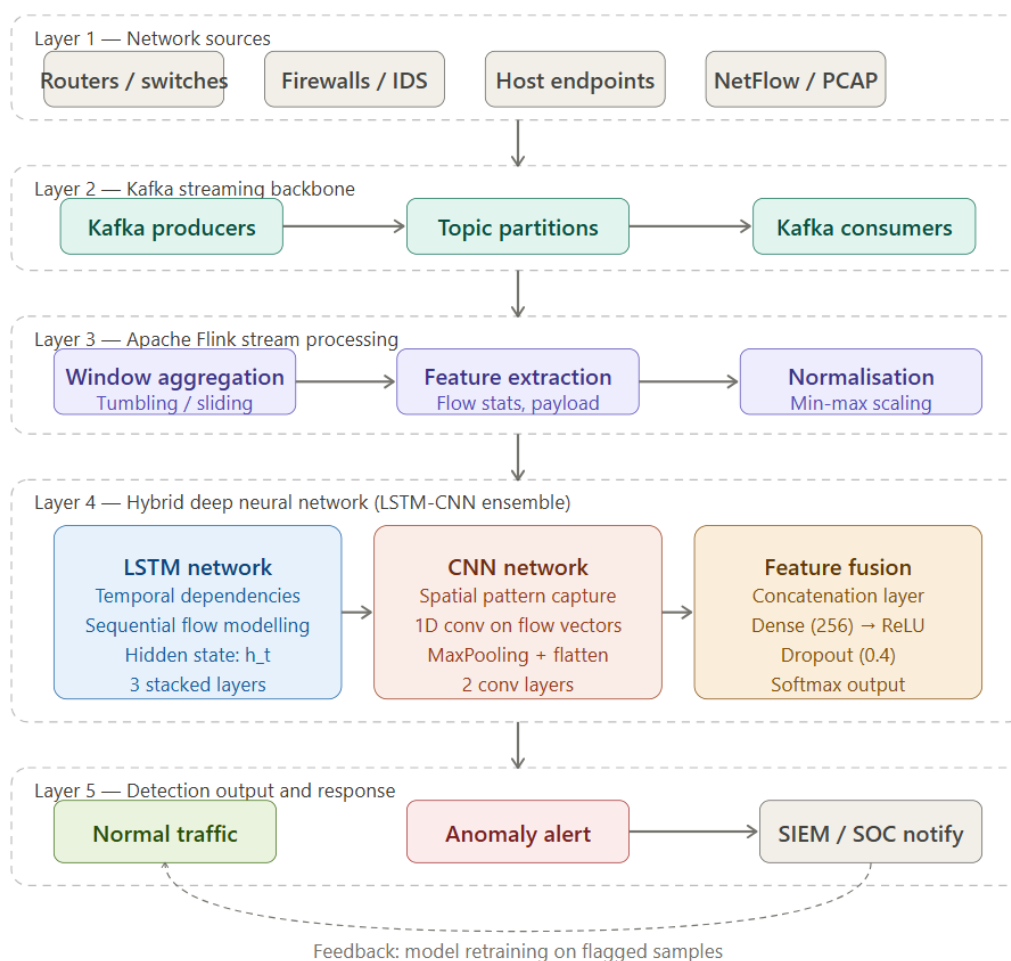 Layer 1 — Network sources
Routers / switches
Firewalls / IDS
Host endpoints
NetFlow / PCAP
Layer 2 — Kafka streaming backbone
Kafka producers
Topic partitions
Kafka consumers
Layer 3 — Apache Flink stream processing
Window aggregation
Tumbling / sliding
Feature extraction
Flow stats, payload
Normalisation
Min-max scaling
Layer 4 — Hybrid deep neural network (LSTM-CNN ensemble)
LSTM network
Temporal dependencies
Sequential flow modelling
Hidden state: h_t
3 stacked layers
CNN network
Spatial pattern capture
1D conv on flow vectors
MaxPooling + flatten
2 conv layers
Feature fusion
Concatenation layer
Dense (256) → ReLU
Dropout (0.4)
Softmax output
Layer 5 — Detection output and response
Normal traffic
Anomaly alert
SIEM / SOC notify
Feedback: model retraining on flagged samples